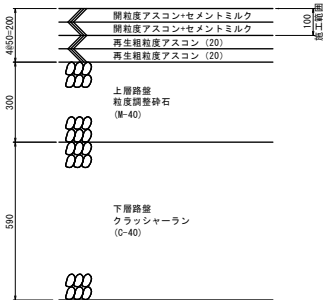 開粒度アスコン+セメントミルク
開粒度アスコン+セメントミルク
再生粗粒度アスコン (20)
再生粗粒度アスコン (20)
4@50=200
100
施工範囲
上層路盤
粒度調整砕石
(M-40)
300
下層路盤
クラッシャーラン
(C-40)
590